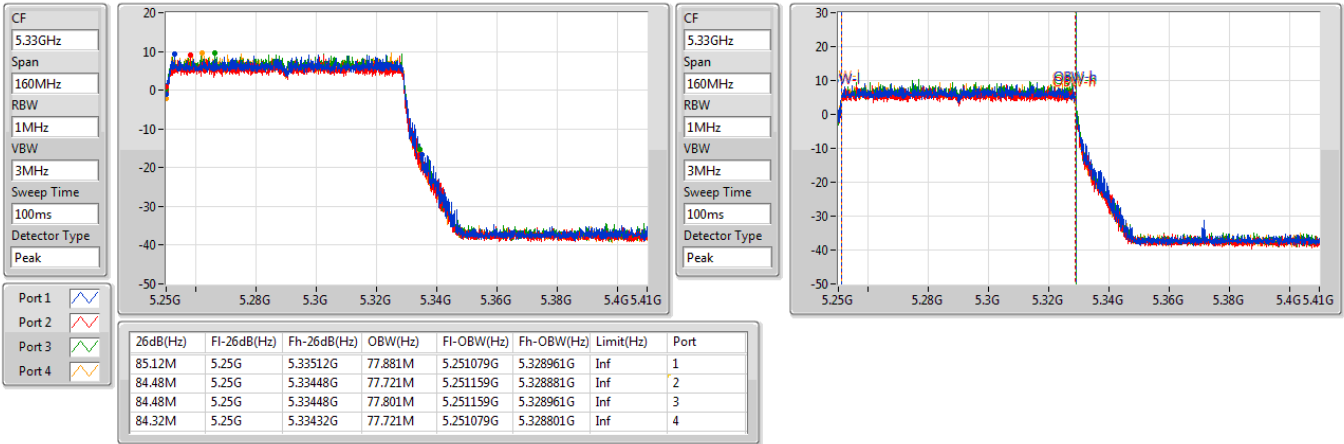 CF
5.33GHz
Span
160MHz
RBW
1MHz
VBW
3MHz
Sweep Time
100ms
Detector Type
Peak
20
10
0
-10
-20
-30
-40
-50
5.25G 5.28G 5.3G 5.32G 5.34G 5.36G 5.38G 5.4G 5.41G
CF
5.33GHz
Span
160MHz
RBW
1MHz
VBW
3MHz
Sweep Time
100ms
Detector Type
Peak
30
20
10
0
-10
-20
-30
-40
-50
W-l OBW-h
5.25G 5.28G 5.3G 5.32G 5.34G 5.36G 5.38G 5.4G 5.41G
Port 1
Port 2
Port 3
Port 4
26dB(Hz) Fl-26dB(Hz) Fh-26dB(Hz) OBW(Hz) Fl-OBW(Hz) Fh-OBW(Hz) Limit(Hz) Port
85.12M 5.25G 5.33512G 77.881M 5.251079G 5.328961G Inf 1
84.48M 5.25G 5.33448G 77.721M 5.251159G 5.328881G Inf 2
84.48M 5.25G 5.33448G 77.801M 5.251159G 5.328961G Inf 3
84.32M 5.25G 5.33432G 77.721M 5.251079G 5.328801G Inf 4